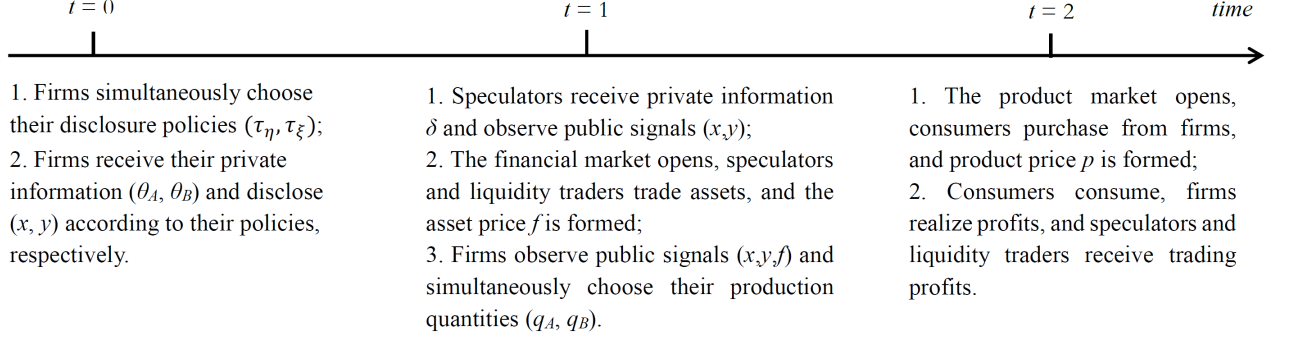 t = 0
t = 1
t = 2
time
1. Firms simultaneously choose
their disclosure policies (τη, τξ);
2. Firms receive their private
information (θA, θB) and disclose
(x, y) according to their policies,
respectively.
1. Speculators receive private information
δ and observe public signals (x,y);
2. The financial market opens, speculators
and liquidity traders trade assets, and the
asset price f is formed;
3. Firms observe public signals (x,y,f) and
simultaneously choose their production
quantities (qA, qB).
1. The product market opens,
consumers purchase from firms,
and product price p is formed;
2. Consumers consume, firms
realize profits, and speculators and
liquidity traders receive trading
profits.